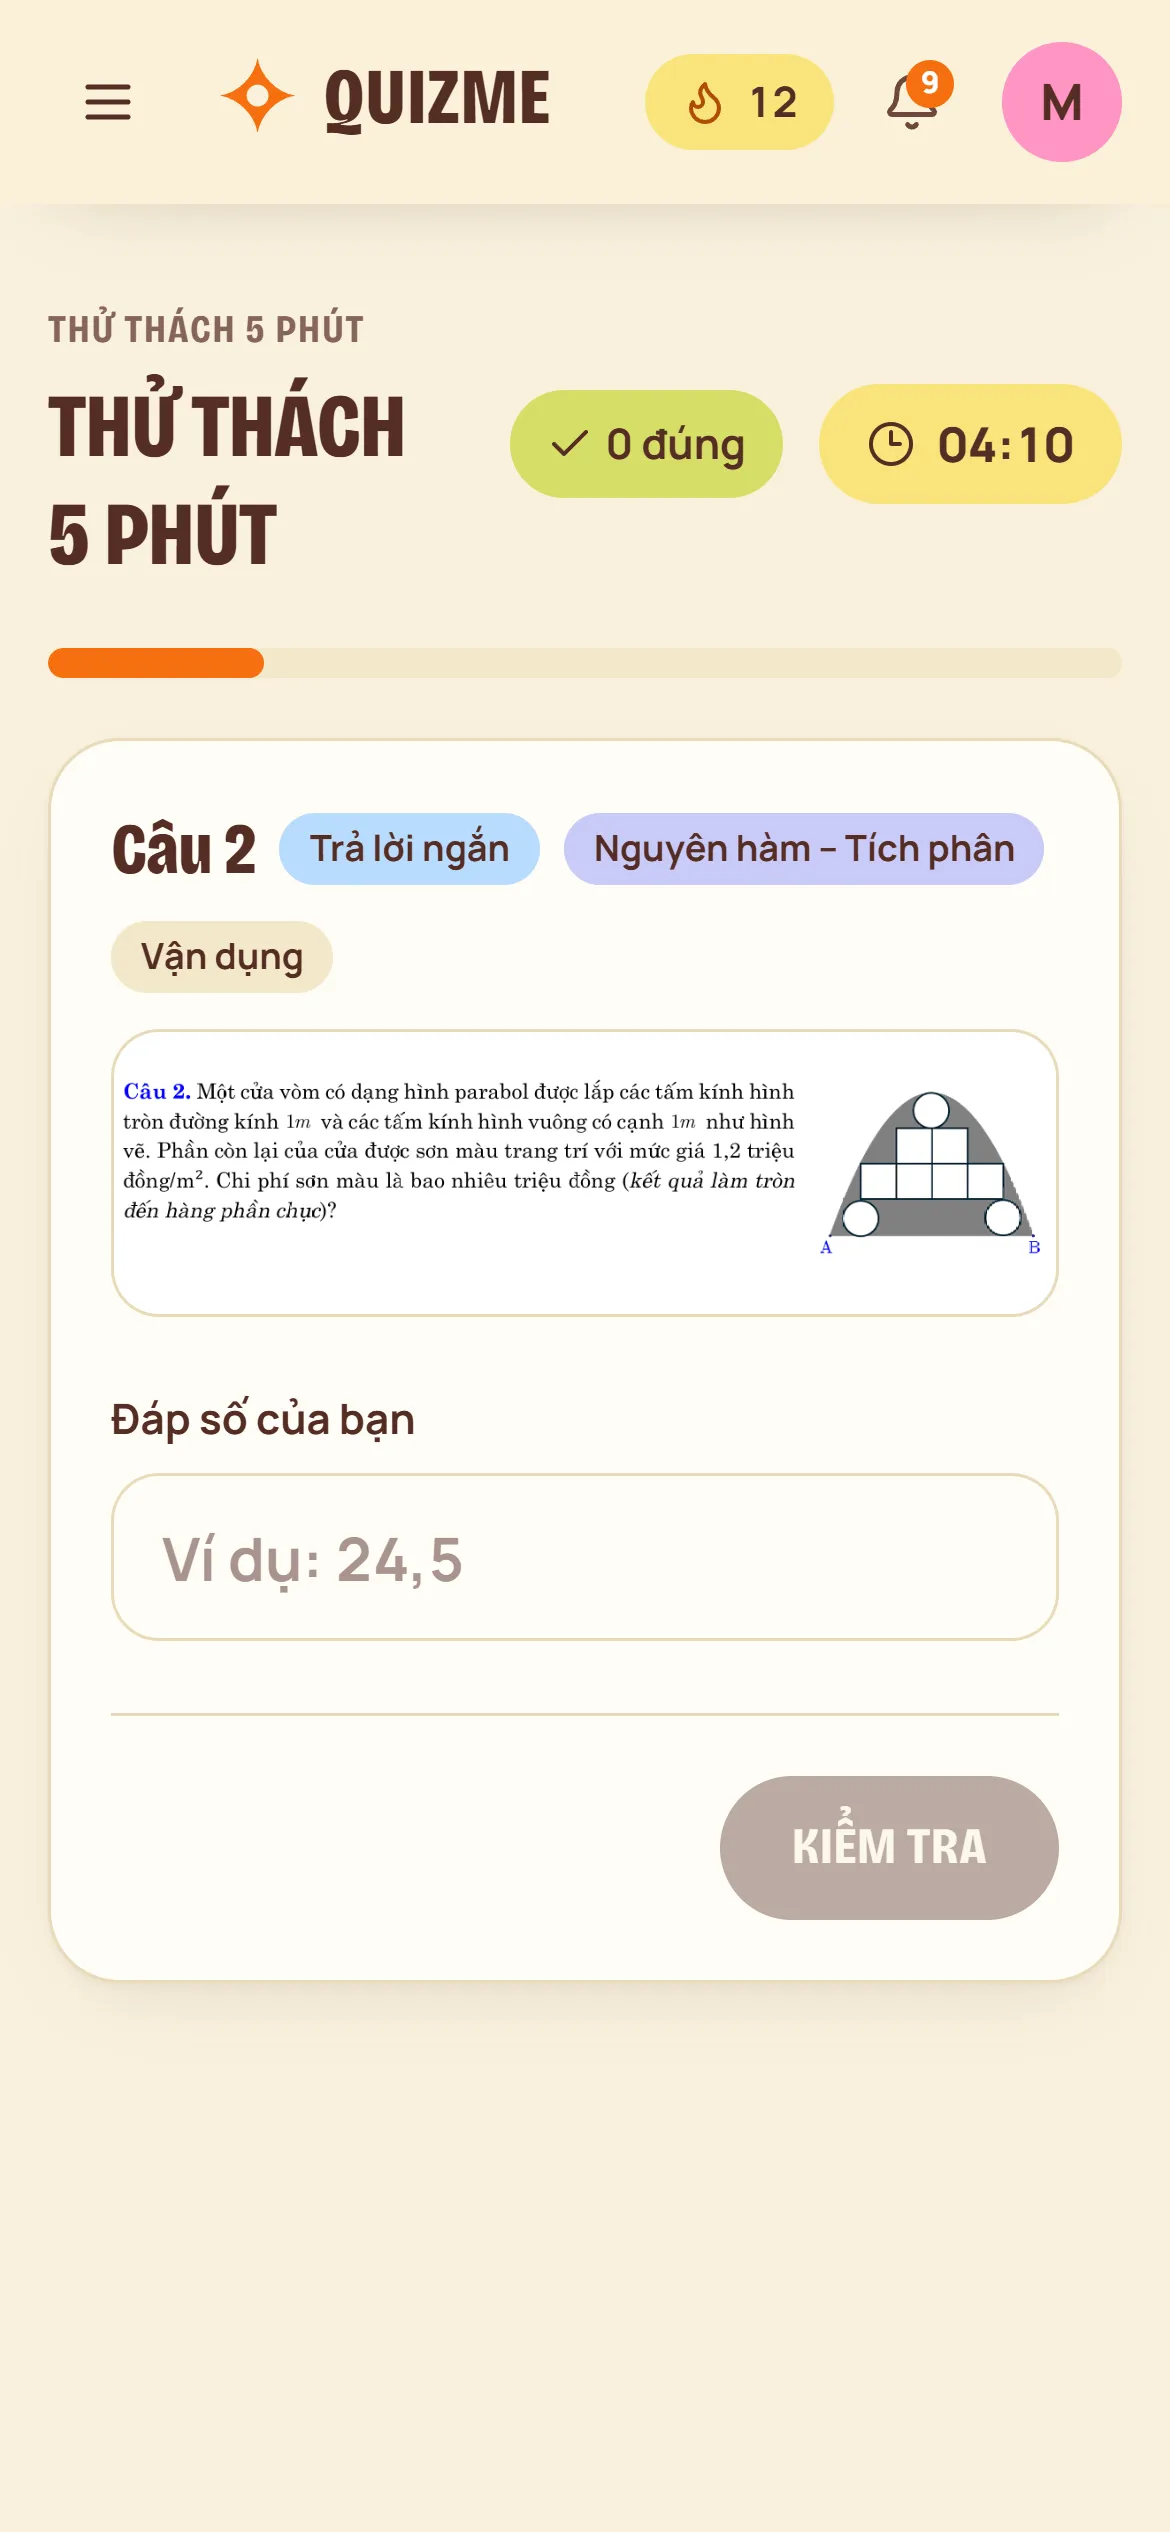 QUIZME
12
9
M
THỬ THÁCH 5 PHÚT
THỬ THÁCH
5 PHÚT
0 đúng
04:10
Câu 2
Trả lời ngắn
Nguyên hàm – Tích phân
Vận dụng
Câu 2. Một cửa vòm có dạng hình parabol được lắp các tấm kính hình
tròn đường kính 1m và các tấm kính hình vuông có cạnh 1m như hình
vẽ. Phần còn lại của cửa được sơn màu trang trí với mức giá 1,2 triệu
đồng/m². Chi phí sơn màu là bao nhiêu triệu đồng (kết quả làm tròn
đến hàng phần chục)?
A
B
Đáp số của bạn
Ví dụ: 24,5
KIỂM TRA